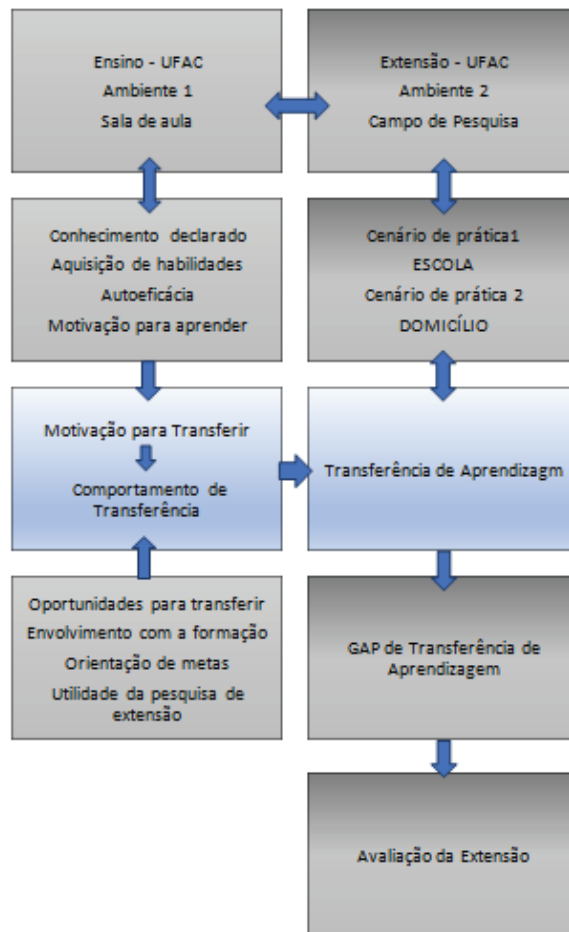 Ensino - UFAC
Ambiente 1
Sala de aula
Extensão - UFAC
Ambiente 2
Campo de Pesquisa
Conhecimento declarado
Aquisição de habilidades
Autoeficácia
Motivação para aprender
Cenário de prática1
ESCOLA
Cenário de prática 2
DOMICÍLIO
Motivação para Transferir
Comportamento de
Transferência
Transferência de Aprendizagm
Oportunidades para transferir
Envolvimento com a formação
Orientação de metas
Utilidade da pesquisa de
extensão
GAP de Transferência de
Aprendizagem
Avaliação da Extensão